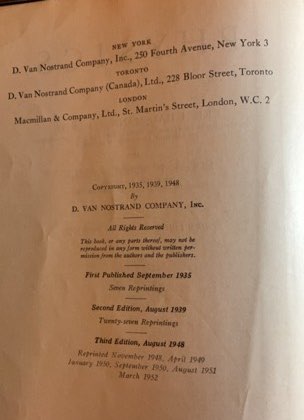 NEW YORK
D. Van Nostrand Company, Inc., 250 Fourth Avenue, New York 3
TORONTO
D. Van Nostrand Company (Canada), Ltd., 228 Bloor Street, Toronto
LONDON
Macmillan & Company, Ltd., St. Martin's Street, London, W.C. 2
Copyright, 1935, 1939, 1948
By
D. VAN NOSTRAND COMPANY, Inc.
All Rights Reserved
This book, or any parts thereof, may not be
reproduced in any form without written per-
mission from the authors and the publishers.
First Published September 1935
Seven Reprintings
Second Edition, August 1939
Twenty-seven Reprintings
Third Edition, August 1948
Reprinted November 1948, April 1949
January 1950, September 1950, August 1951
March 1952